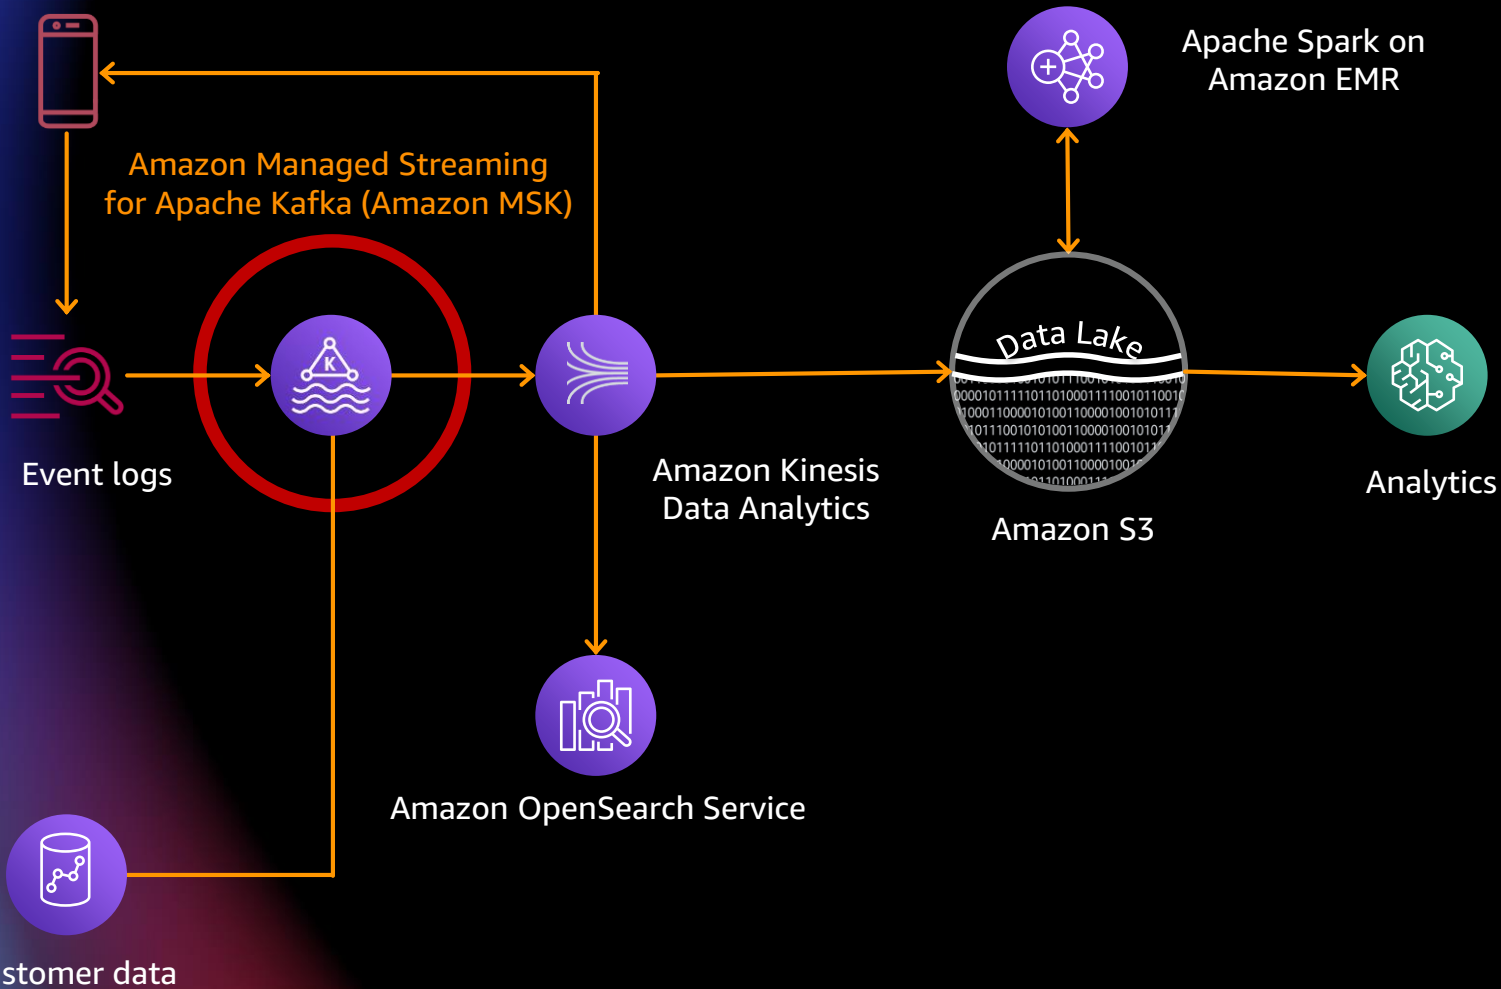 Apache Spark on
Amazon EMR
Amazon Managed Streaming
for Apache Kafka (Amazon MSK)
K
Data Lake
Event logs
Amazon Kinesis
Data Analytics
Analytics
Amazon S3
Amazon OpenSearch Service
stomer data